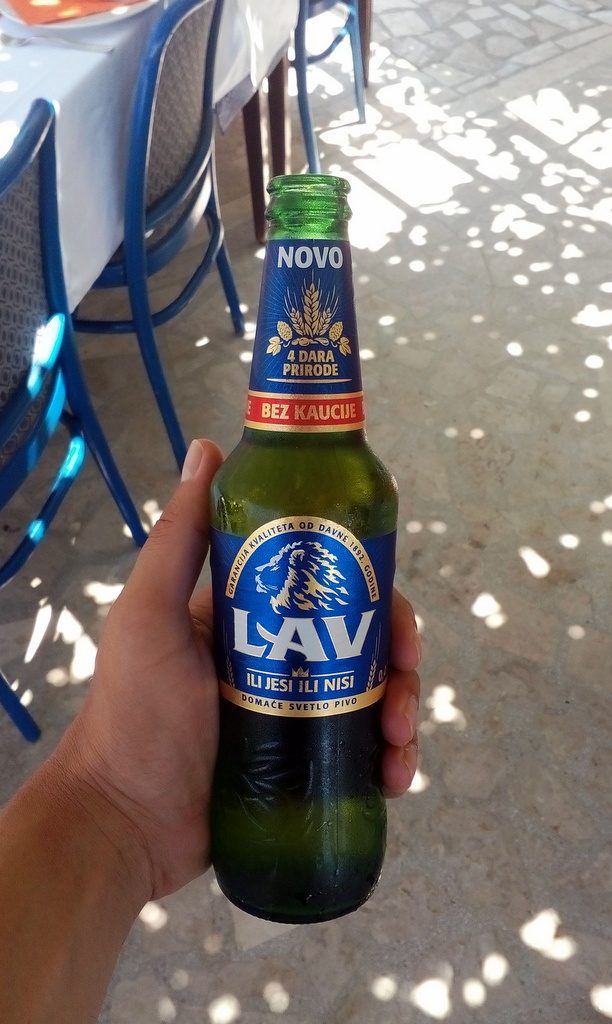 NOVO
4 DARA
PRIRODE
BEZ KAUCIJE
GARANCIJA KVALITETA OD DAVNE 1892. GODINE
LAV
ILI JESI ILI NISI
DOMAĆE SVETLO PIVO